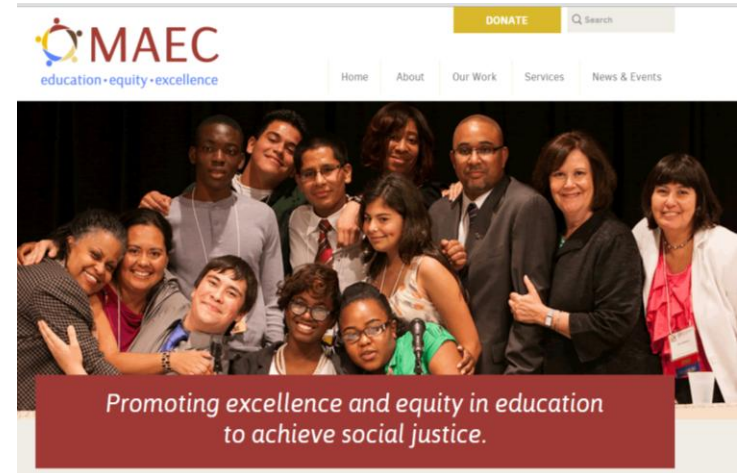 DONATE
Search
MAEC
education·equity·excellence
Home About Our Work Services News & Events
Promoting excellence and equity in education
to achieve social justice.